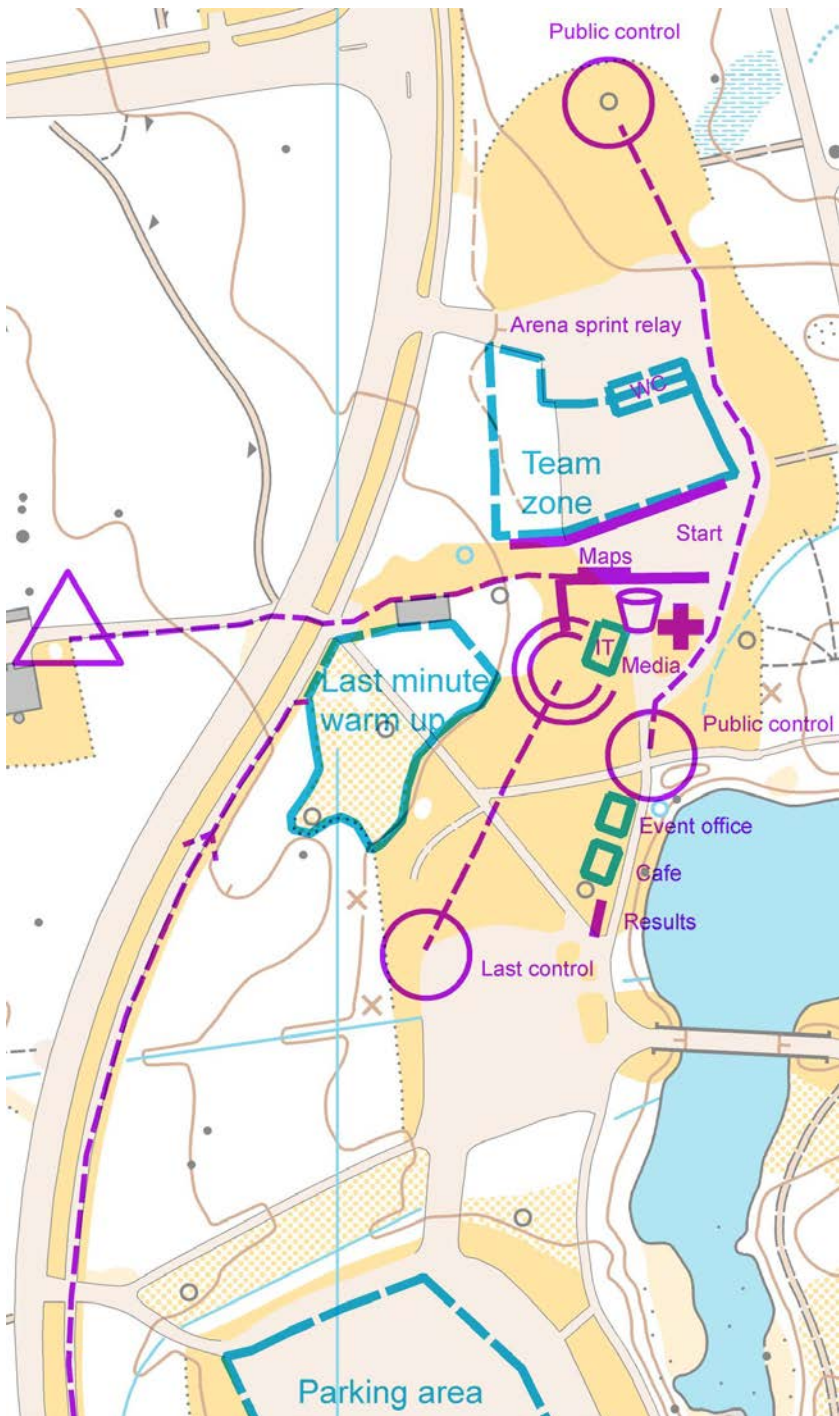 Public control
Arena sprint relay
WC
Team
zone
Start
Maps
IT
Media
Last minute
warm up
Public control
Event office
Cafe
Results
Last control
Parking area